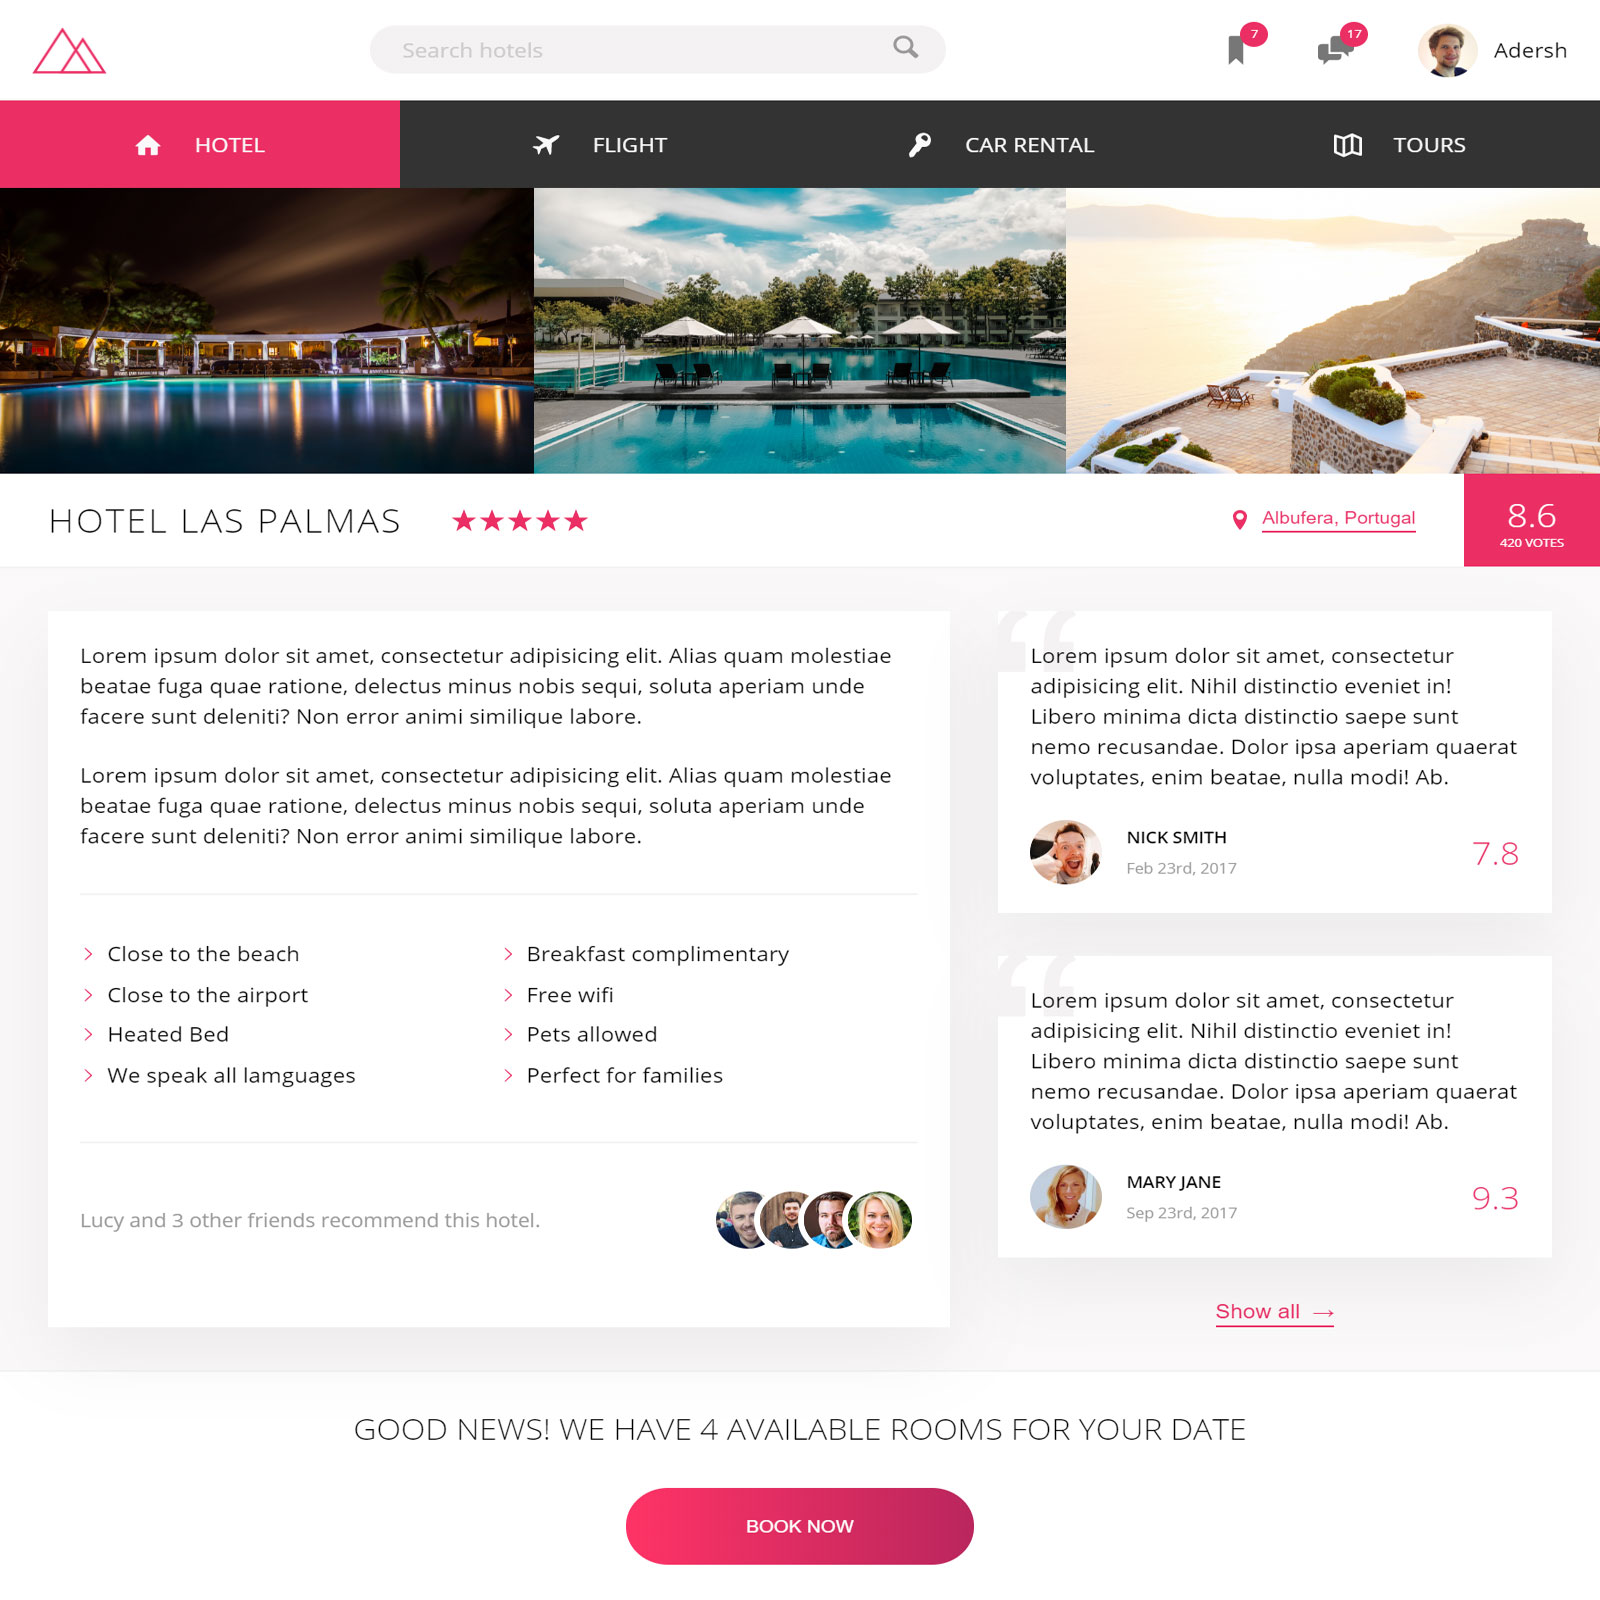 Search hotels
7
17
Adersh
HOTEL
FLIGHT
CAR RENTAL
TOURS
HOTEL LAS PALMAS
Albufera, Portugal
8.6
420 VOTES
Lorem ipsum dolor sit amet, consectetur adipisicing elit. Alias quam molestiae
beatae fuga quae ratione, delectus minus nobis sequi, soluta aperiam unde
facere sunt deleniti? Non error animi similique labore.
Lorem ipsum dolor sit amet, consectetur adipisicing elit. Alias quam molestiae
beatae fuga quae ratione, delectus minus nobis sequi, soluta aperiam unde
facere sunt deleniti? Non error animi similique labore.
Close to the beach
Close to the airport
Heated Bed
We speak all lamguages
Breakfast complimentary
Free wifi
Pets allowed
Perfect for families
Lucy and 3 other friends recommend this hotel.
“
Lorem ipsum dolor sit amet, consectetur
adipisicing elit. Nihil distinctio eveniet in!
Libero minima dicta distinctio saepe sunt
nemo recusandae. Dolor ipsa aperiam quaerat
voluptates, enim beatae, nulla modi! Ab.
NICK SMITH
Feb 23rd, 2017
7.8
“
Lorem ipsum dolor sit amet, consectetur
adipisicing elit. Nihil distinctio eveniet in!
Libero minima dicta distinctio saepe sunt
nemo recusandae. Dolor ipsa aperiam quaerat
voluptates, enim beatae, nulla modi! Ab.
MARY JANE
Sep 23rd, 2017
9.3
Show all →
GOOD NEWS! WE HAVE 4 AVAILABLE ROOMS FOR YOUR DATE
BOOK NOW